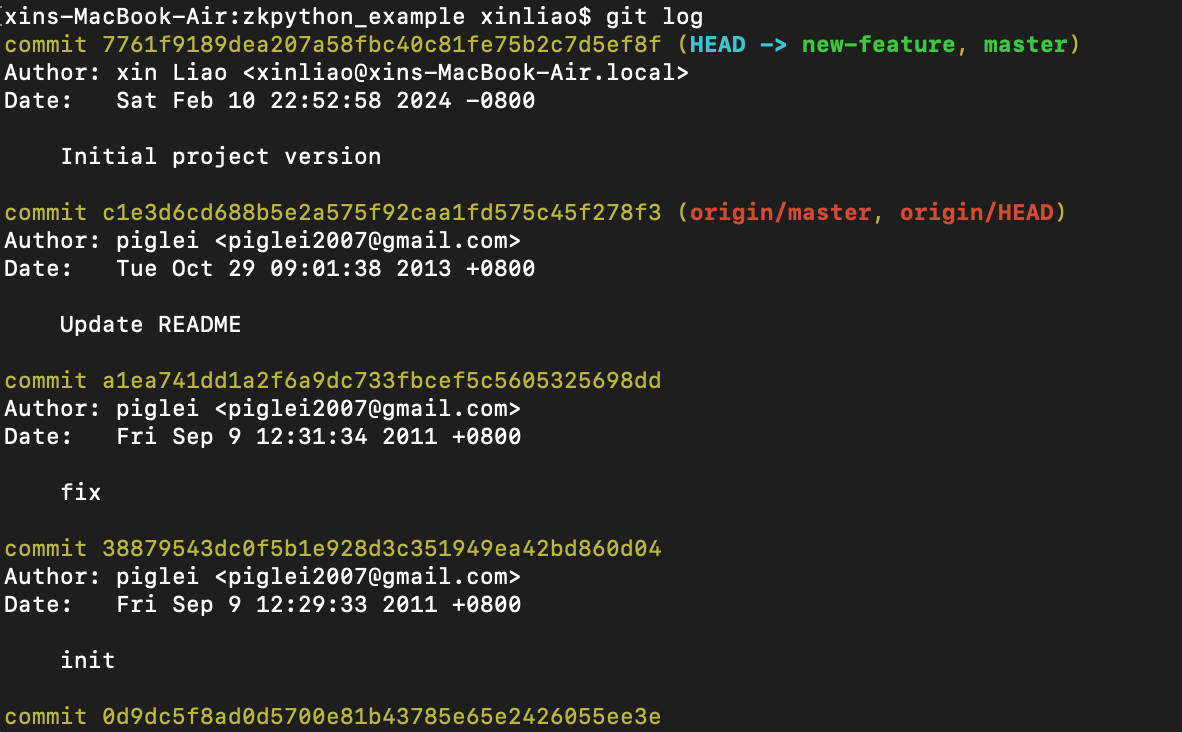 xins-MacBook-Air:zkpython_example xinliao$ git log
commit 7761f9189dea207a58fbc40c81fe75b2c7d5ef8f (HEAD -> new-feature, master)
Author: xin Liao <xinliao@xins-MacBook-Air.local>
Date:   Sat Feb 10 22:52:58 2024 -0800
    Initial project version
commit c1e3d6cd688b5e2a575f92caa1fd575c45f278f3 (origin/master, origin/HEAD)
Author: piglei <piglei2007@gmail.com>
Date:   Tue Oct 29 09:01:38 2013 +0800
    Update README
commit a1ea741dd1a2f6a9dc733fbcef5c5605325698dd
Author: piglei <piglei2007@gmail.com>
Date:   Fri Sep 9 12:31:34 2011 +0800
    fix
commit 38879543dc0f5b1e928d3c351949ea42bd860d04
Author: piglei <piglei2007@gmail.com>
Date:   Fri Sep 9 12:29:33 2011 +0800
    init
commit 0d9dc5f8ad0d5700e81b43785e65e2426055ee3e